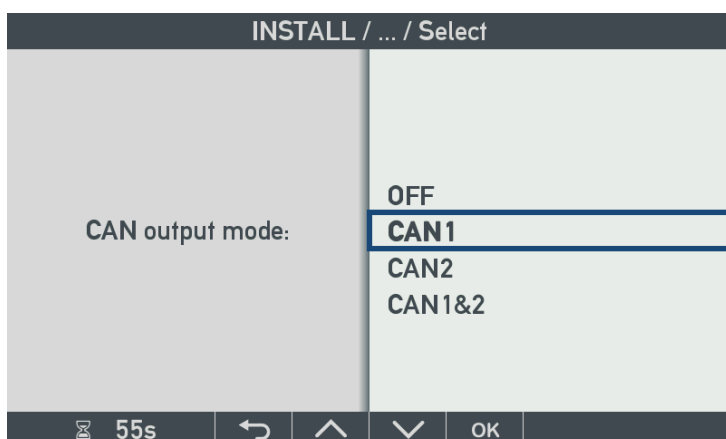 INSTALL / ... / Select
CAN output mode:
OFF
CAN1
CAN2
CAN1&2
55s
OK